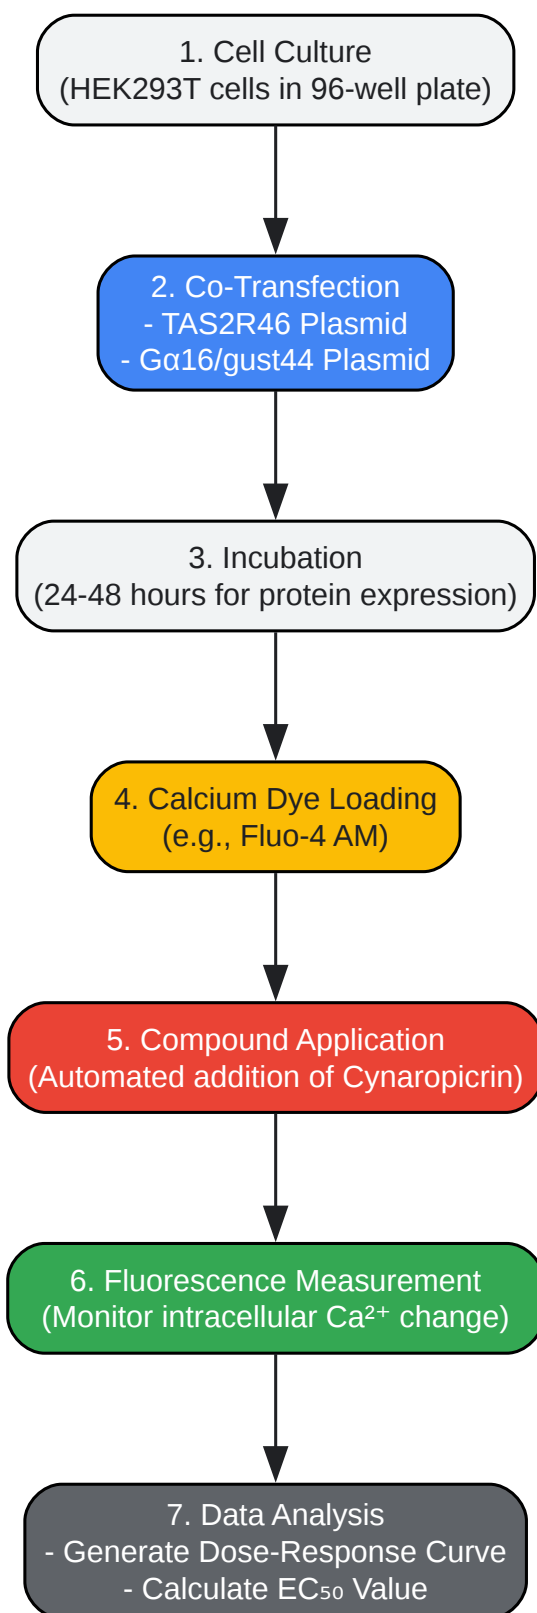 1. Cell Culture
(HEK293T cells in 96-well plate)
2. Co-Transfection
- TAS2R46 Plasmid
- Gα16/gust44 Plasmid
3. Incubation
(24-48 hours for protein expression)
4. Calcium Dye Loading
(e.g., Fluo-4 AM)
5. Compound Application
(Automated addition of Cynaropicrin)
6. Fluorescence Measurement
(Monitor intracellular Ca²⁺ change)
7. Data Analysis
- Generate Dose-Response Curve
- Calculate EC₅₀ Value